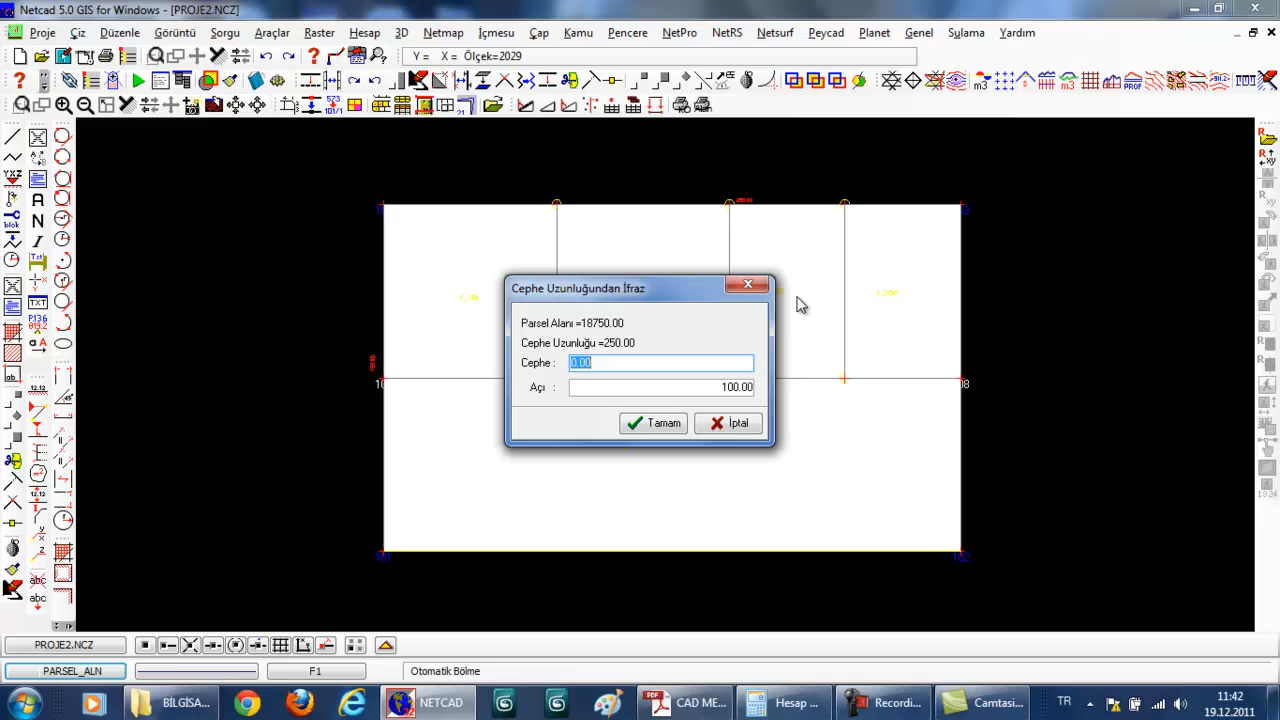 Netcad 5.0 GIS for Windows - [PROJE2.NCZ]
Proje Çiz Düzenle Görüntü Sorgu Araçlar Raster Hesap 3D Netmap İçmesu Çap Kamu Pencere NetPro NetRS Netsurf Peycad Planet Genel Sulama Yardım
Y = X = Ölçek=2029
Cephe Uzunluğundan İfraz
Parsel Alanı =18750.00
Cephe Uzunluğu =250.00
Cephe : 0.00
Açı : 100.00
Tamam İptal
PROJE2.NCZ
PARSEL_ALN F1 Otomatik Bölme
BİLGİSA... NETCAD CAD ME... Hesap ... Recordi... Camtasi... TR 11:42
19.12.2011